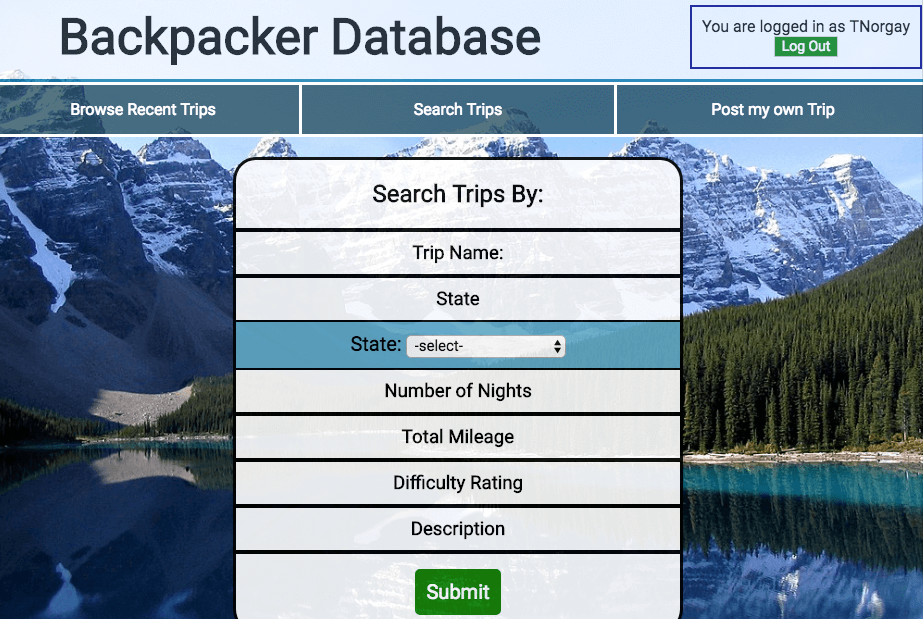 Backpacker Database
You are logged in as TNorgay
Log Out
Browse Recent Trips
Search Trips
Post my own Trip
Search Trips By:
Trip Name:
State
State: -select-
Number of Nights
Total Mileage
Difficulty Rating
Description
Submit